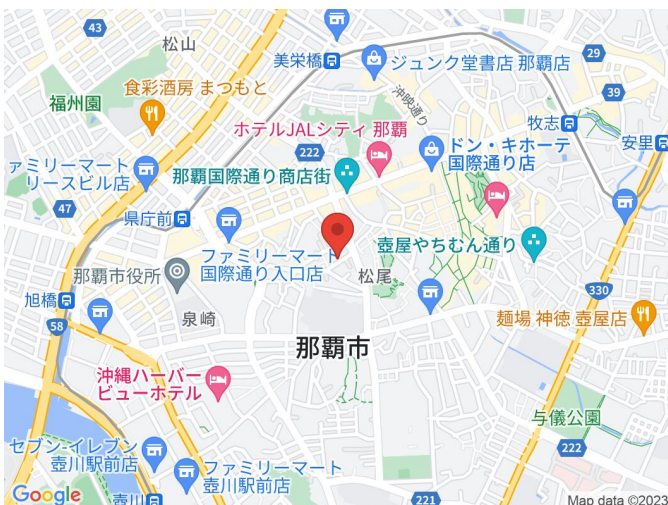 43
松山
美栄橋
ジュンク堂書店 那覇店
29
食彩酒房 まつもと
福州園
沖映通り
39
ホテルJALシティ 那覇
ドン・キホーテ
国際通り店
牧志
安里
222
ァミリーマート
リースビル店
那覇国際通り商店街
47
県庁前
ファミリーマート
国際通り入口店
壺屋やちむん通り
那覇市役所
松尾
旭橋
泉崎
330
58
麺場 神徳 壺屋店
那覇市
沖縄ハーバー
ビューホテル
与儀公園
セブン-イレブン
壺川駅前店
222
ファミリーマート
壺川駅前店
壺川
221
Google
Map data ©2023